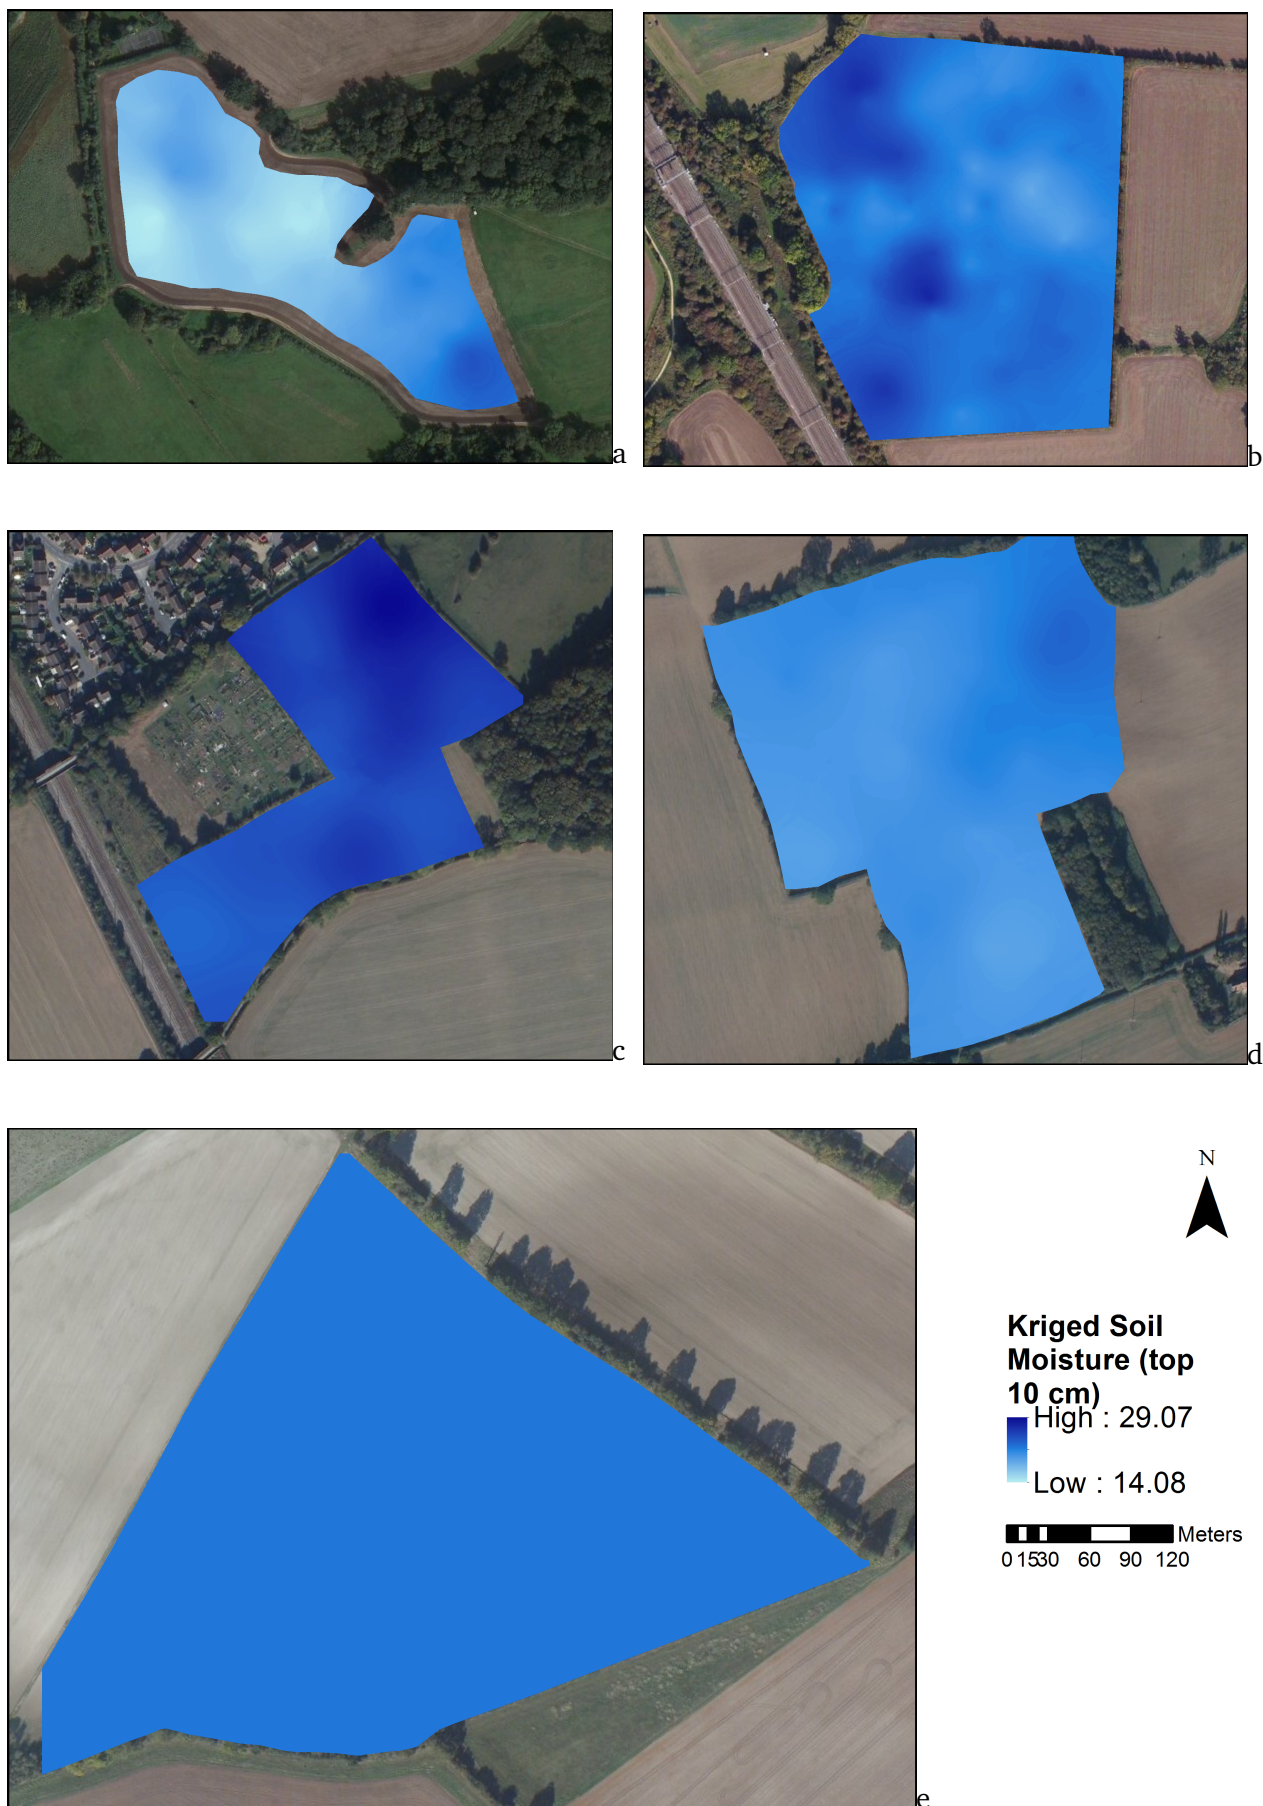 a
b
c
d
N
Kriged Soil
Moisture (top
10 cm)
High : 29.07
Low : 14.08
Meters
0 15 30 60 90 120
e